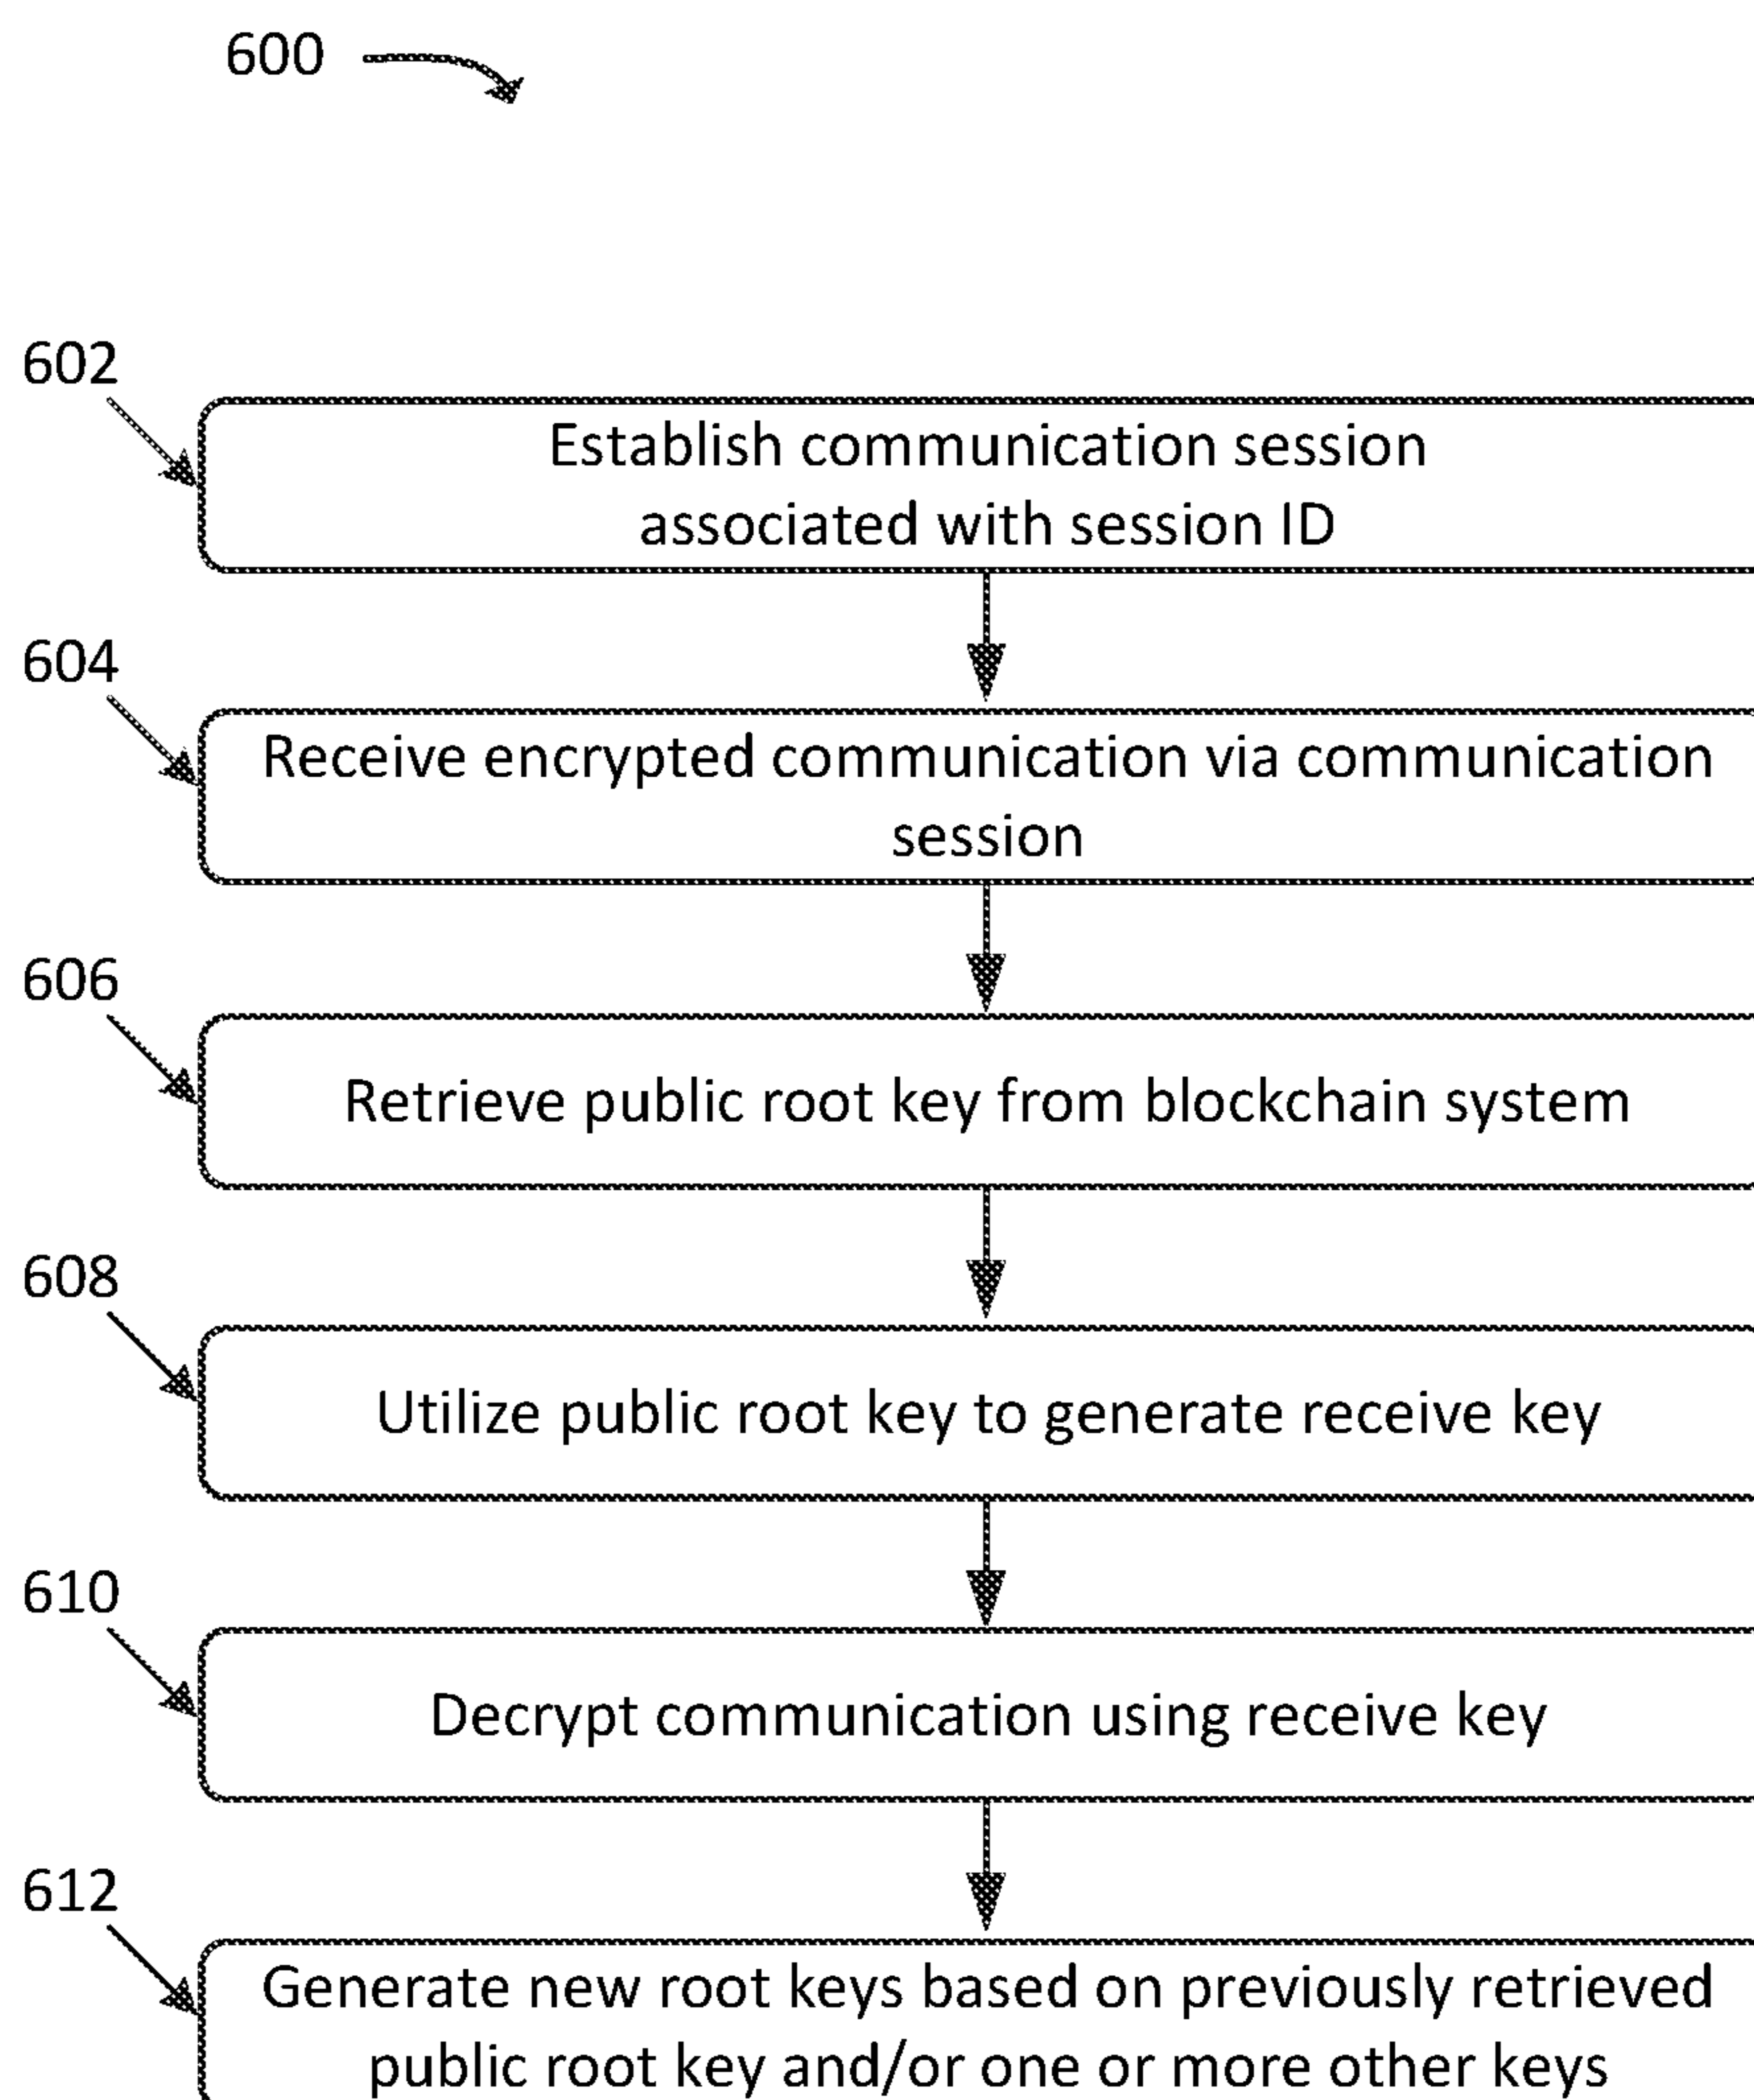 600
602
Establish communication session
associated with session ID
604
Receive encrypted communication via communication
session
606
Retrieve public root key from blockchain system
608
Utilize public root key to generate receive key
610
Decrypt communication using receive key
612
Generate new root keys based on previously retrieved
public root key and/or one or more other keys